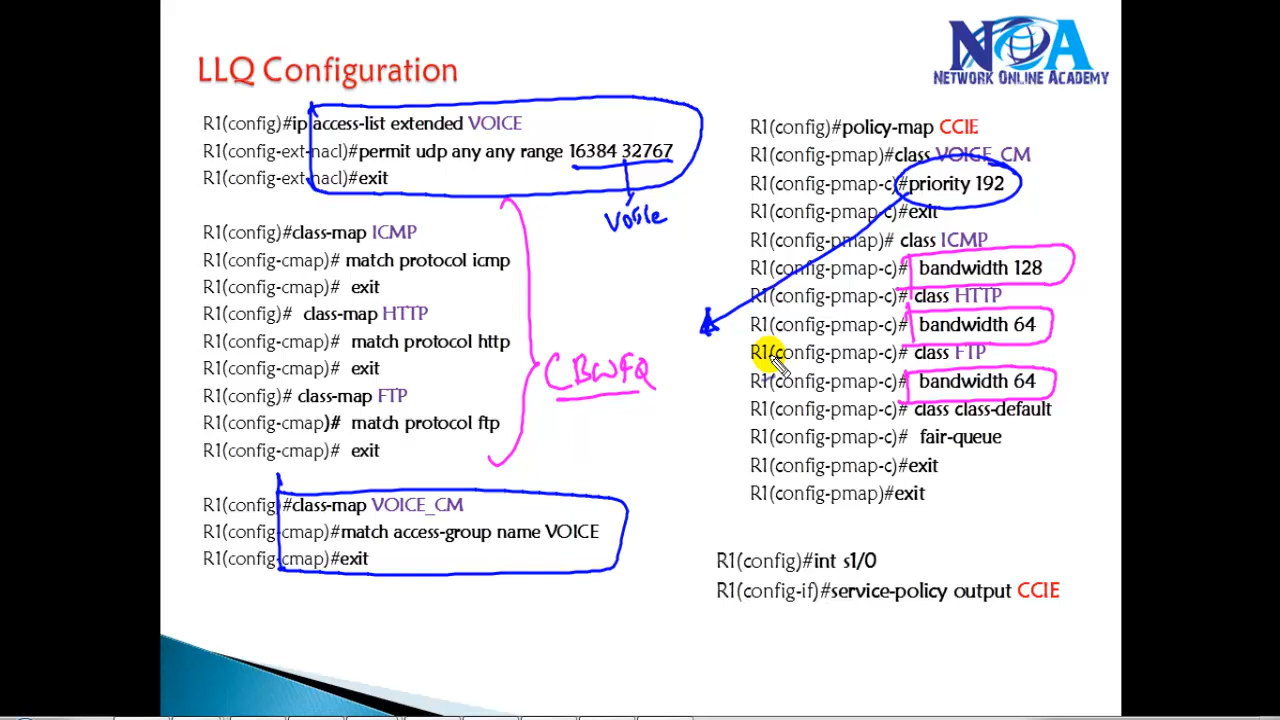 NOA
NETWORK ONLINE ACADEMY
LLQ Configuration
R1(config)#ip access-list extended VOICE
R1(config-ext-nacl)#permit udp any any range 16384 32767
R1(config-ext-nacl)#exit
Voice
R1(config)#class-map ICMP
R1(config-cmap)# match protocol icmp
R1(config-cmap)# exit
R1(config)# class-map HTTP
R1(config-cmap)# match protocol http
R1(config-cmap)# exit
R1(config)# class-map FTP
R1(config-cmap)# match protocol ftp
R1(config-cmap)# exit
CBWFQ
R1(config)#class-map VOICE_CM
R1(config-cmap)#match access-group name VOICE
R1(config-cmap)#exit
R1(config)#policy-map CCIE
R1(config-pmap)#class VOICE_CM
R1(config-pmap-c)#priority 192
R1(config-pmap-c)#exit
R1(config-pmap-c)# class ICMP
R1(config-pmap-c)# bandwidth 128
R1(config-pmap-c)# class HTTP
R1(config-pmap-c)# bandwidth 64
R1(config-pmap-c)# class FTP
R1(config-pmap-c)# bandwidth 64
R1(config-pmap-c)# class class-default
R1(config-pmap-c)# fair-queue
R1(config-pmap-c)#exit
R1(config-pmap)#exit
R1(config)#int s1/0
R1(config-if)#service-policy output CCIE